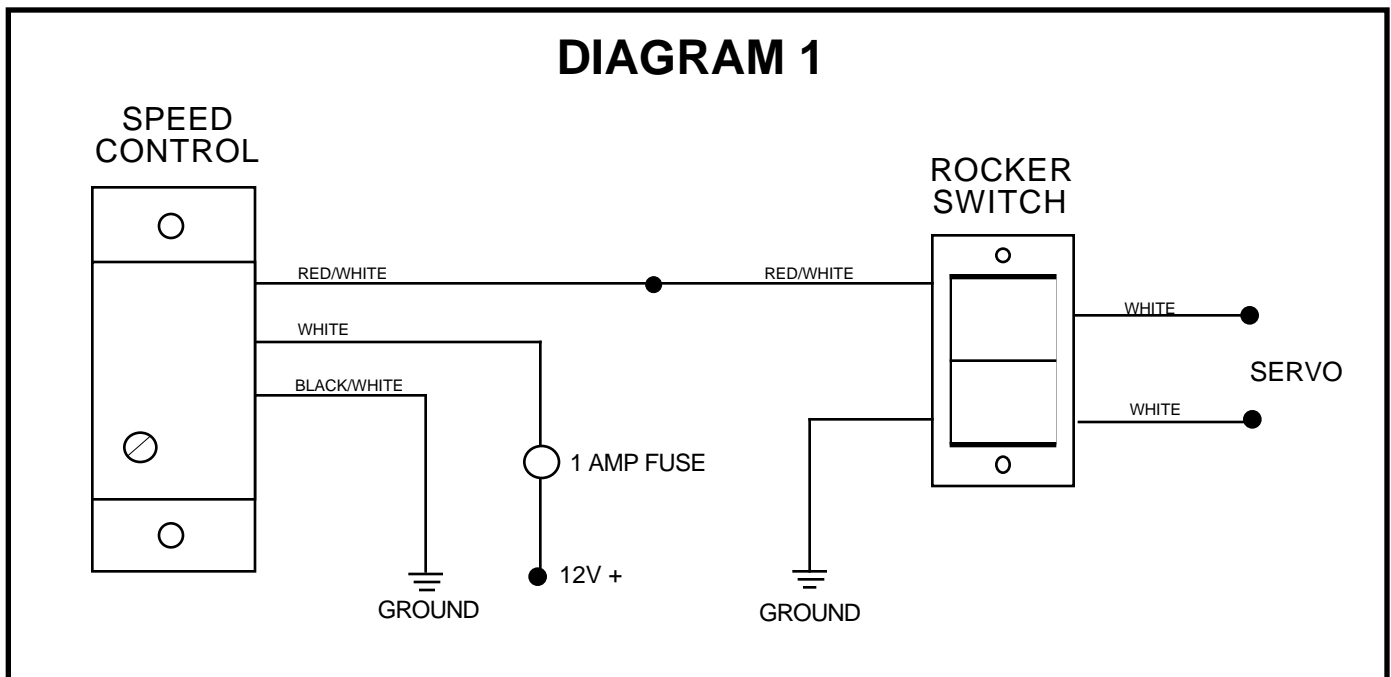 DIAGRAM 1
SPEED
CONTROL
ROCKER
SWITCH
RED/WHITE
RED/WHITE
WHITE
WHITE
BLACK/WHITE
SERVO
WHITE
1 AMP FUSE
12V +
GROUND
GROUND